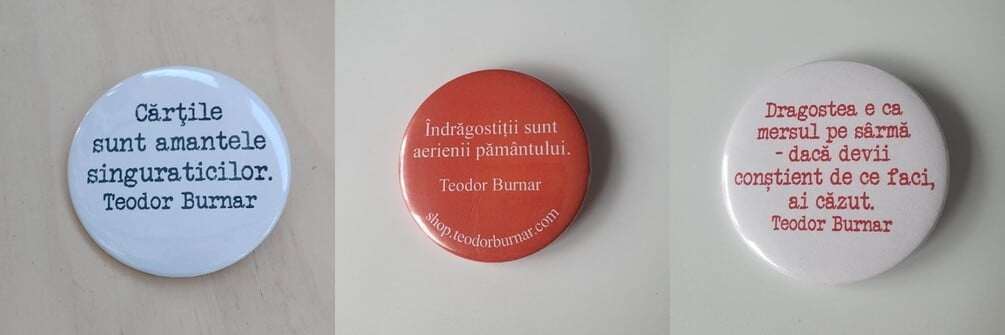 Cărţile
sunt amantele
singuraticilor.
Teodor Burnar
Îndrăgostiții sunt
aerienii pământului.
Teodor Burnar
shop.teodorburnar.com
Dragostea e ca
mersul pe sârmă
- dacă devii
conștient de ce faci,
ai căzut.
Teodor Burnar